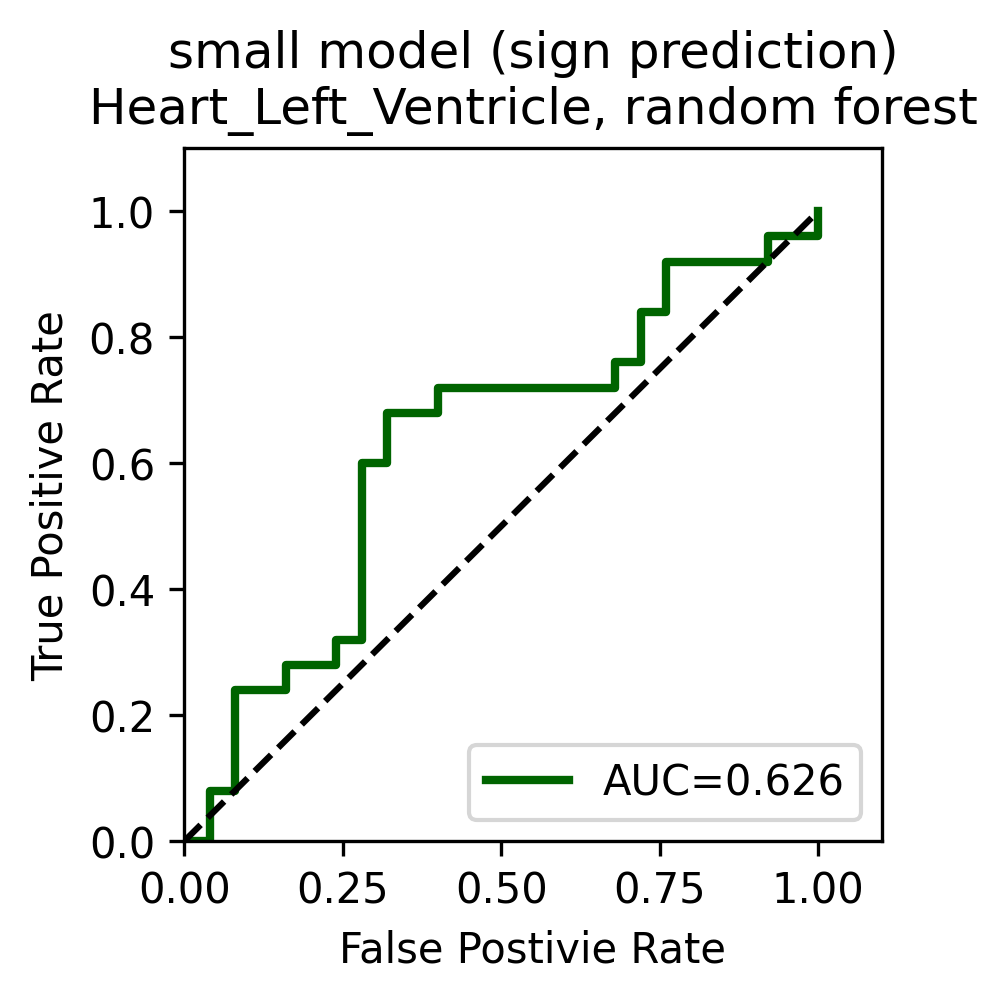 small model (sign prediction)
Heart_Left_Ventricle, random forest
True Positive Rate
1.0
0.8
0.6
0.4
0.2
0.0
AUC=0.626
0.00 0.25 0.50 0.75 1.00
False Postivie Rate